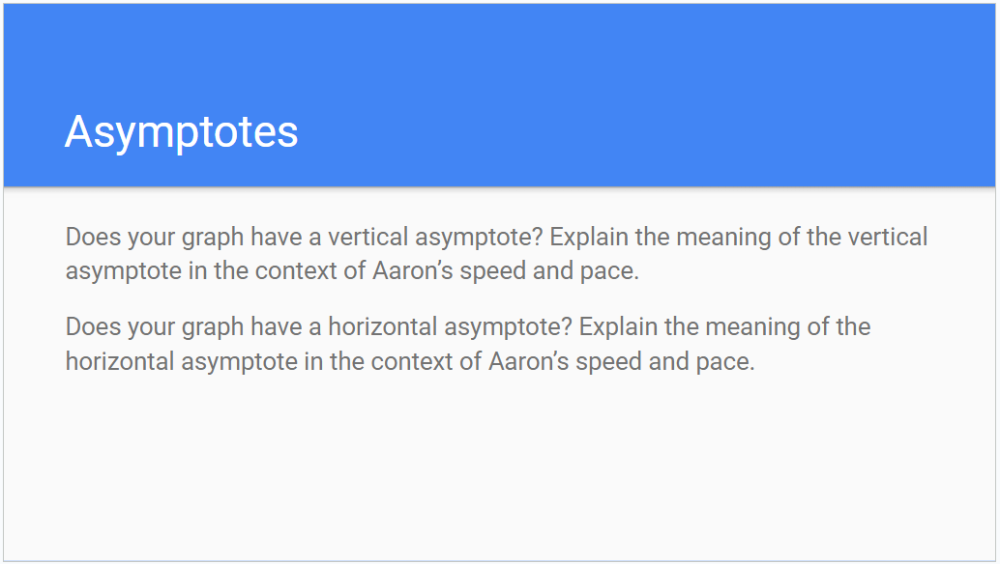 Asymptotes
Does your graph have a vertical asymptote? Explain the meaning of the vertical
asymptote in the context of Aaron’s speed and pace.
Does your graph have a horizontal asymptote? Explain the meaning of the
horizontal asymptote in the context of Aaron’s speed and pace.